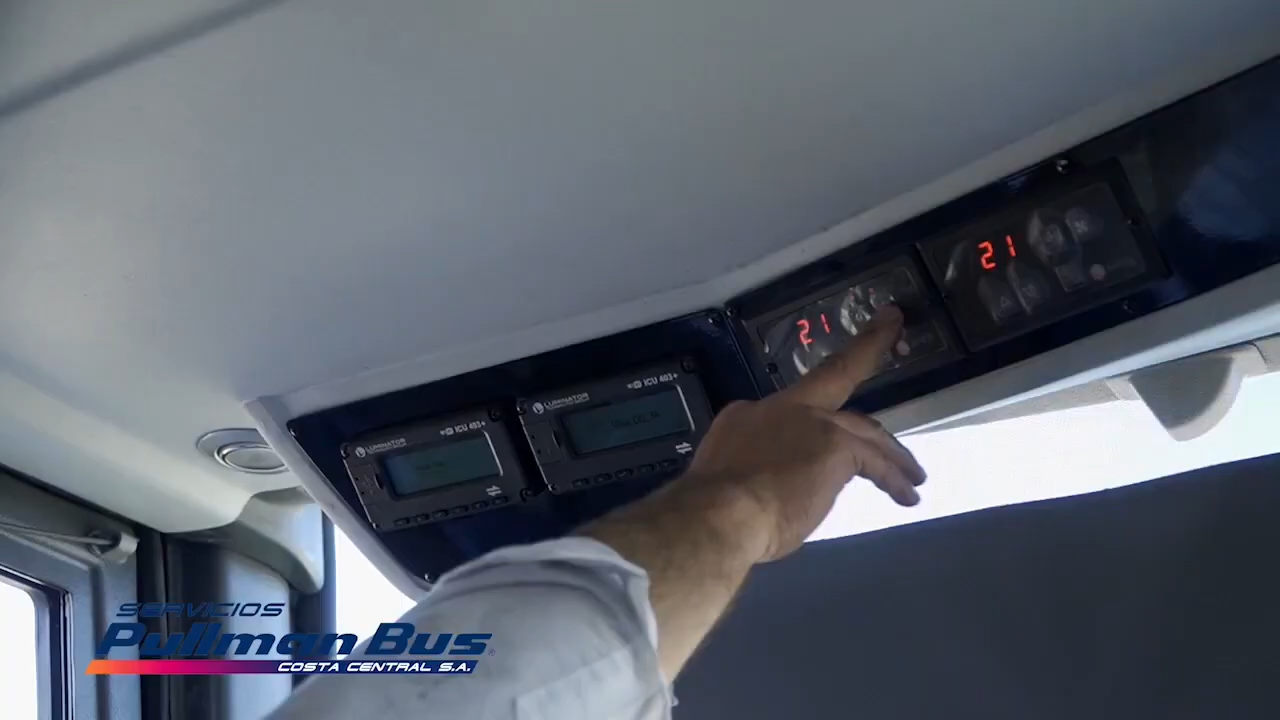 21
21
LUMINATOR
ICU 403+
LUMINATOR
ICU 403+
SERVICIOS
Pullman Bus
COSTA CENTRAL S.A.